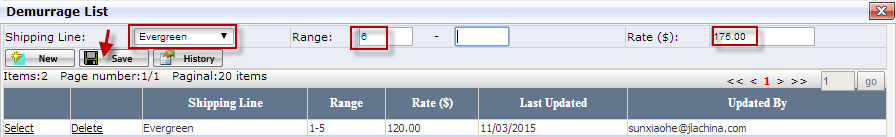 Demurrage List
Shipping Line: Evergreen Range: 6 - Rate ($): 175.00
New Save History
Items:2 Page number:1/1 Paginal:20 items << < 1 > >> 1 go
Shipping Line Range Rate ($) Last Updated Updated By
Select Delete Evergreen 1-5 120.00 11/03/2015 sunxiaohe@jlachina.com